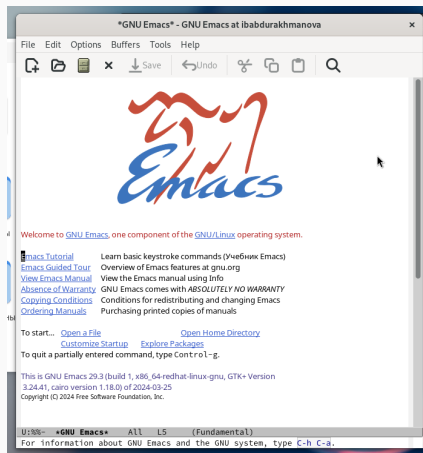 *GNU Emacs* - GNU Emacs at ibabdurakhmanova
File Edit Options Buffers Tools Help
Save Undo
Emacs
Welcome to GNU Emacs, one component of the GNU/Linux operating system.
Emacs Tutorial Learn basic keystroke commands (Учебник Emacs)
Emacs Guided Tour Overview of Emacs features at gnu.org
View Emacs Manual View the Emacs manual using Info
Absence of Warranty GNU Emacs comes with ABSOLUTELY NO WARRANTY
Copying Conditions Conditions for redistributing and changing Emacs
Ordering Manuals Purchasing printed copies of manuals
To start... Open a File Open Home Directory
Customize Startup Explore Packages
To quit a partially entered command, type Control-g.
This is GNU Emacs 29.3 (build 1, x86_64-redhat-linux-gnu, GTK+ Version
3.24.41, cairo version 1.18.0) of 2024-03-25
Copyright (C) 2024 Free Software Foundation, Inc.
U:%%- *GNU Emacs* All L5 (Fundamental)
For information about GNU Emacs and the GNU system, type C-h C-a.